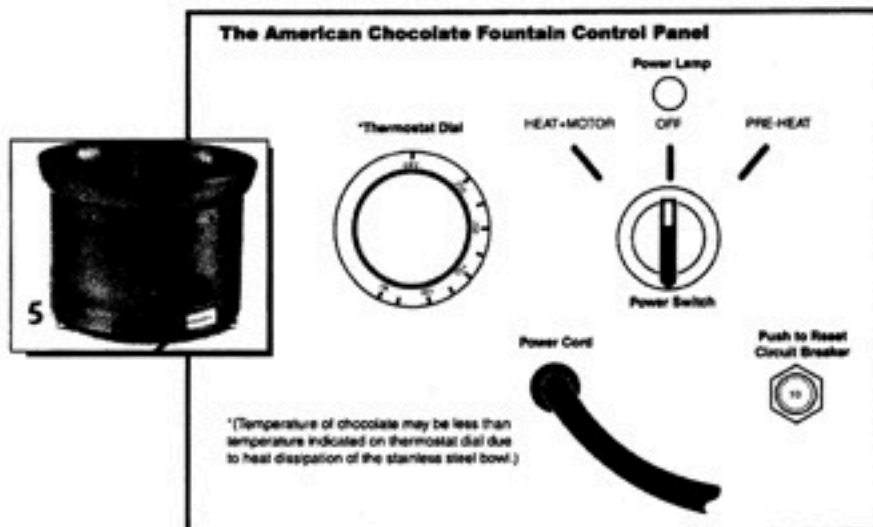 The American Chocolate Fountain Control Panel
Power Lamp
*Thermostat Dial
HEAT+MOTOR
OFF
PRE-HEAT
5
Power Switch
Push to Reset
Circuit Breaker
10
Power Cord
*(Temperature of chocolate may be less than
temperature indicated on thermostat dial due
to heat dissipation of the stainless steel bowl.)